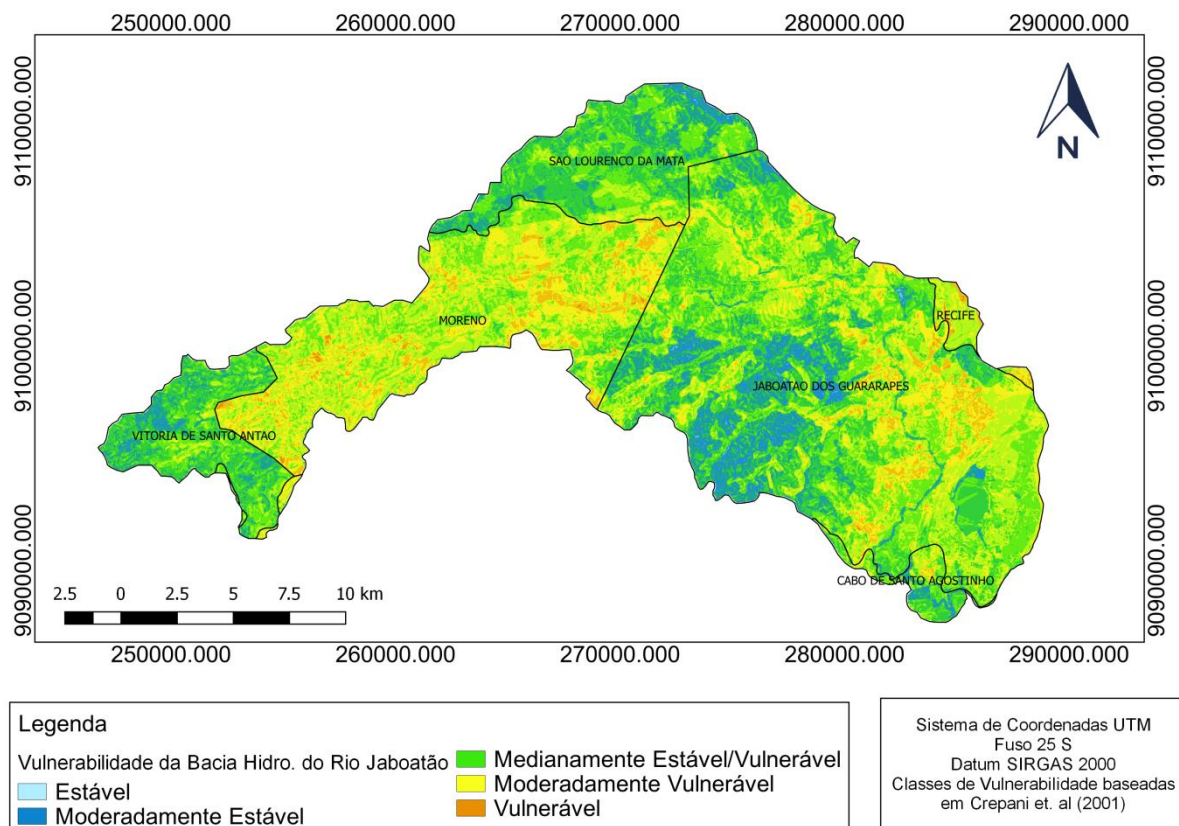 250000.000 260000.000 270000.000 280000.000 290000.000
9110000.000 9110000.000
9100000.000 9100000.000
9090000.000 9090000.000
N
SAO LOURENCO DA MATA
RECIFE
MORENO
JABOATAO DOS GUARARAPES
VITORIA DE SANTO ANTAO
CABO DE SANTO AGOSTINHO
2.5 0 2.5 5 7.5 10 km
250000.000 260000.000 270000.000 280000.000 290000.000
Legenda
Vulnerabilidade da Bacia Hidro. do Rio Jaboatão
Estável
Moderadamente Estável
Medianamente Estável/Vulnerável
Moderadamente Vulnerável
Vulnerável
Sistema de Coordenadas UTM
Fuso 25 S
Datum SIRGAS 2000
Classes de Vulnerabilidade baseadas
em Crepani et. al (2001)